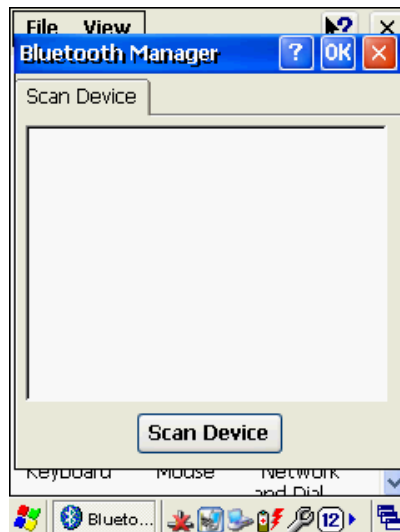 File View
Bluetooth Manager ? OK
Scan Device
Scan Device
Keyboard Mouse Network
and Dial
Blueto... 12